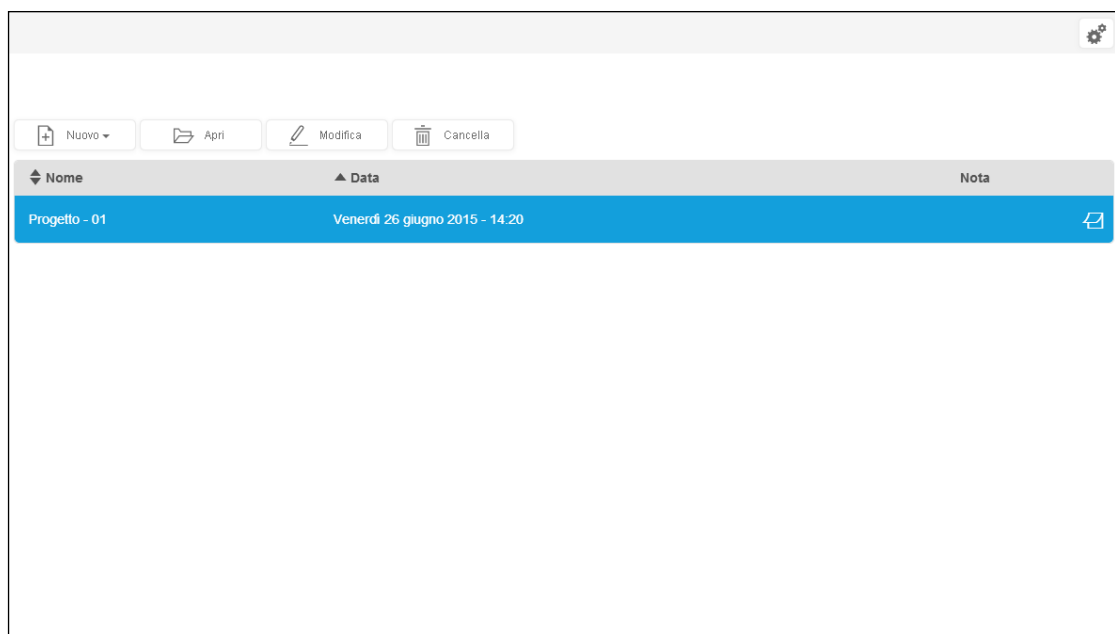 Nuovo Apri Modifica Cancella
Nome Data Nota
Progetto - 01 Venerdì 26 giugno 2015 - 14:20